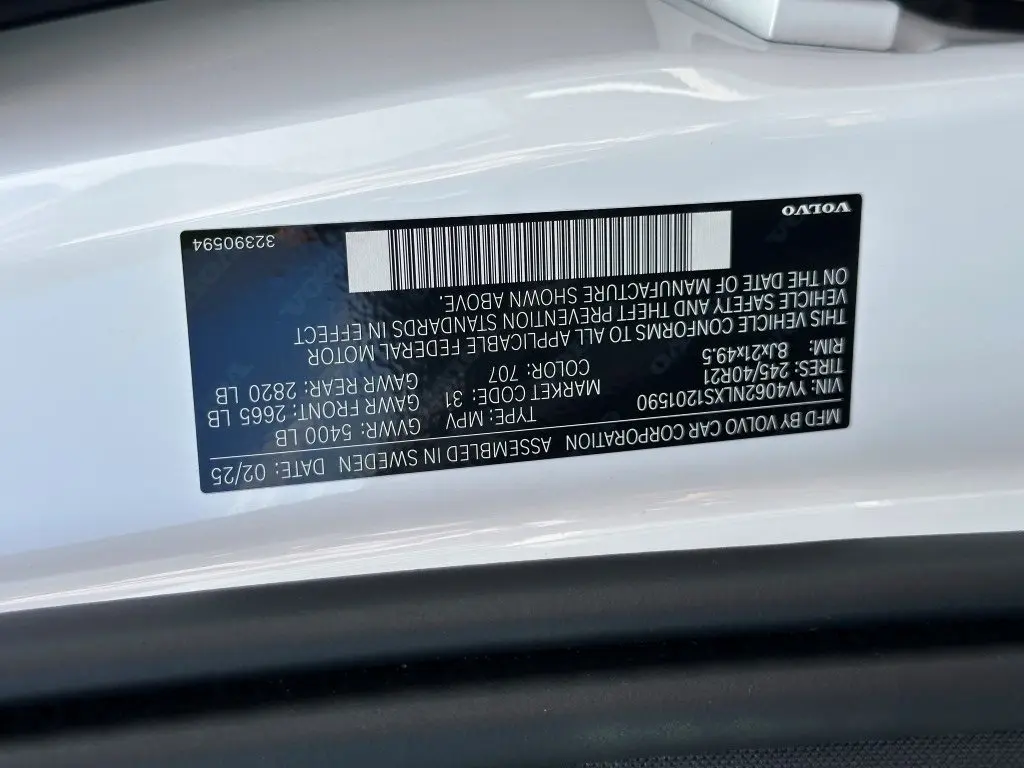 MFD BY VOLVO CAR CORPORATION ASSEMBLED IN SWEDEN DATE: 02/25
VIN: YV4062NLXS1201590 TYPE: MPV GVWR: 5400 LB
TIRES: 245/40R21 MARKET CODE: 31 GAWR FRONT: 2665 LB
RIM: 8Jx21x49.5 COLOR: 707 GAWR REAR: 2820 LB
THIS VEHICLE CONFORMS TO ALL APPLICABLE FEDERAL MOTOR
VEHICLE SAFETY AND THEFT PREVENTION STANDARDS IN EFFECT
ON THE DATE OF MANUFACTURE SHOWN ABOVE.
VOLVO 32390594